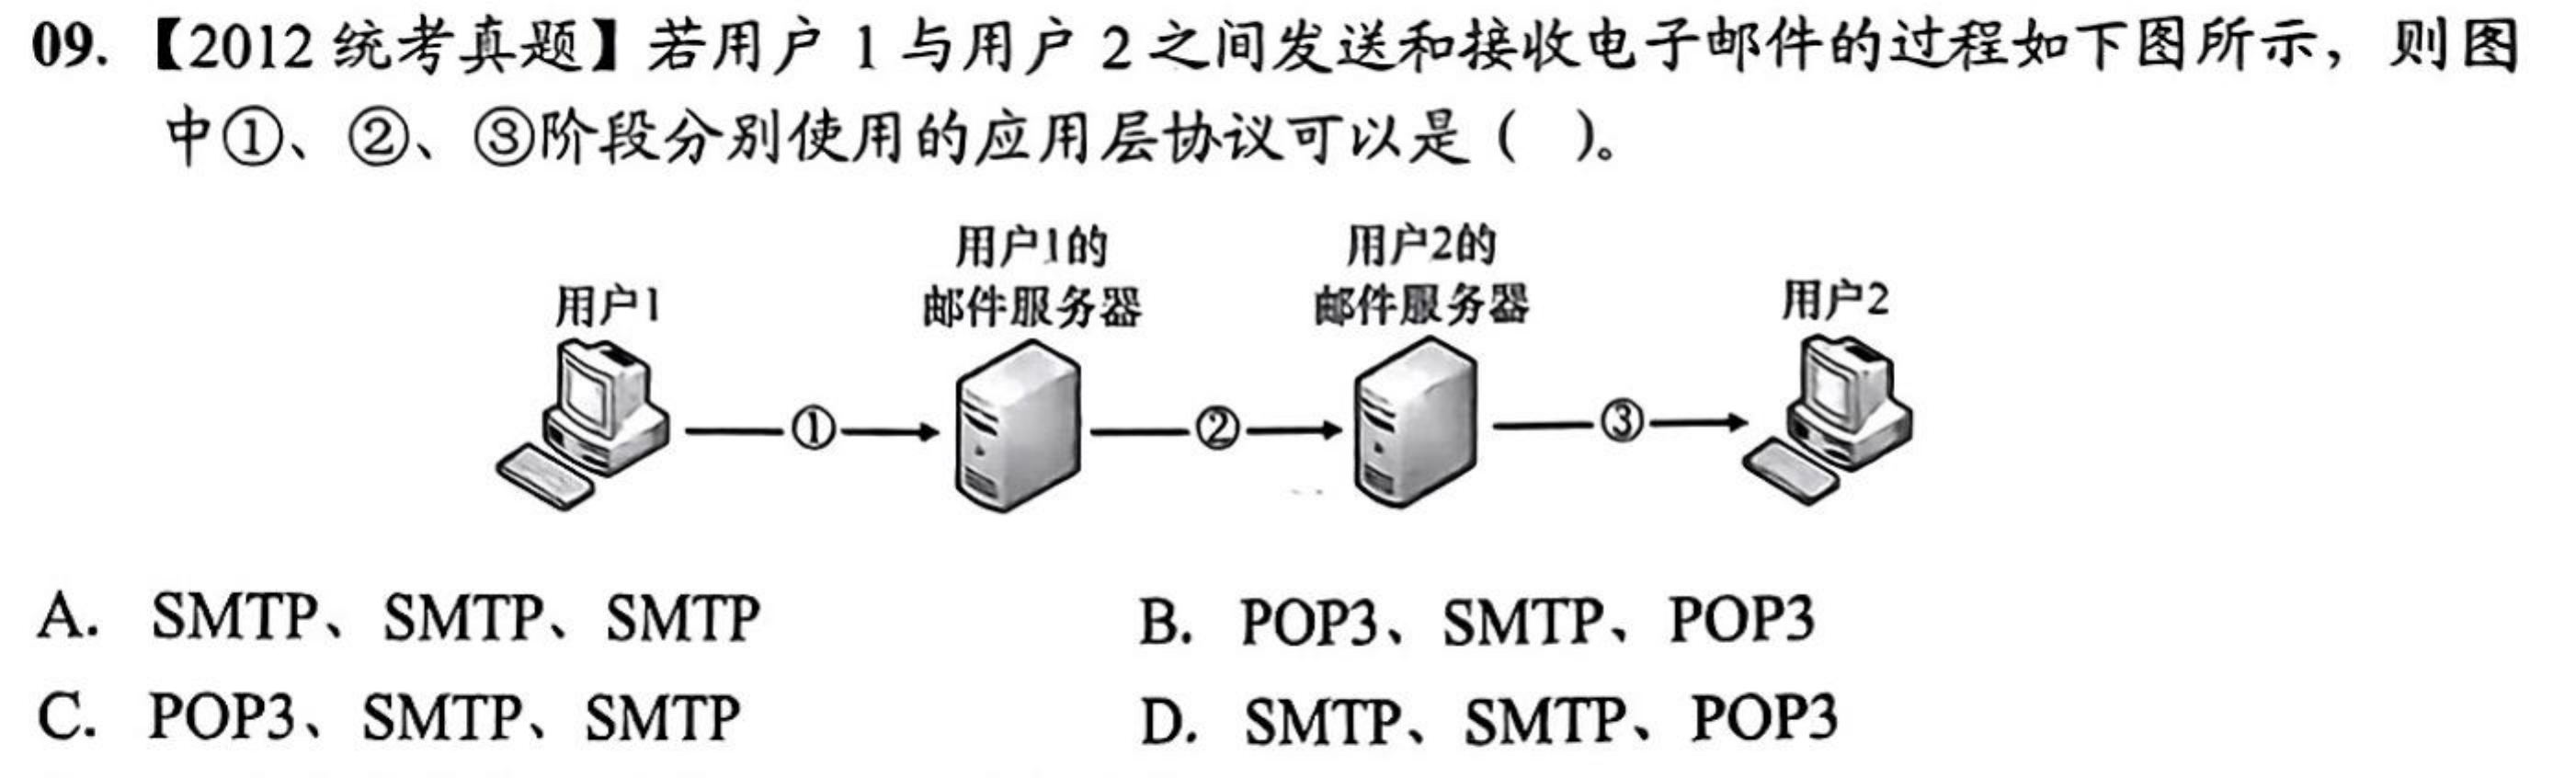 09.【2012 统考真题】若用户 1 与用户 2 之间发送和接收电子邮件的过程如下图所示，则图
中①、②、③阶段分别使用的应用层协议可以是（ ）。
用户1的
邮件服务器
用户2的
邮件服务器
用户1
用户2
①
②
③
A. SMTP、SMTP、SMTP
B. POP3、SMTP、POP3
C. POP3、SMTP、SMTP
D. SMTP、SMTP、POP3